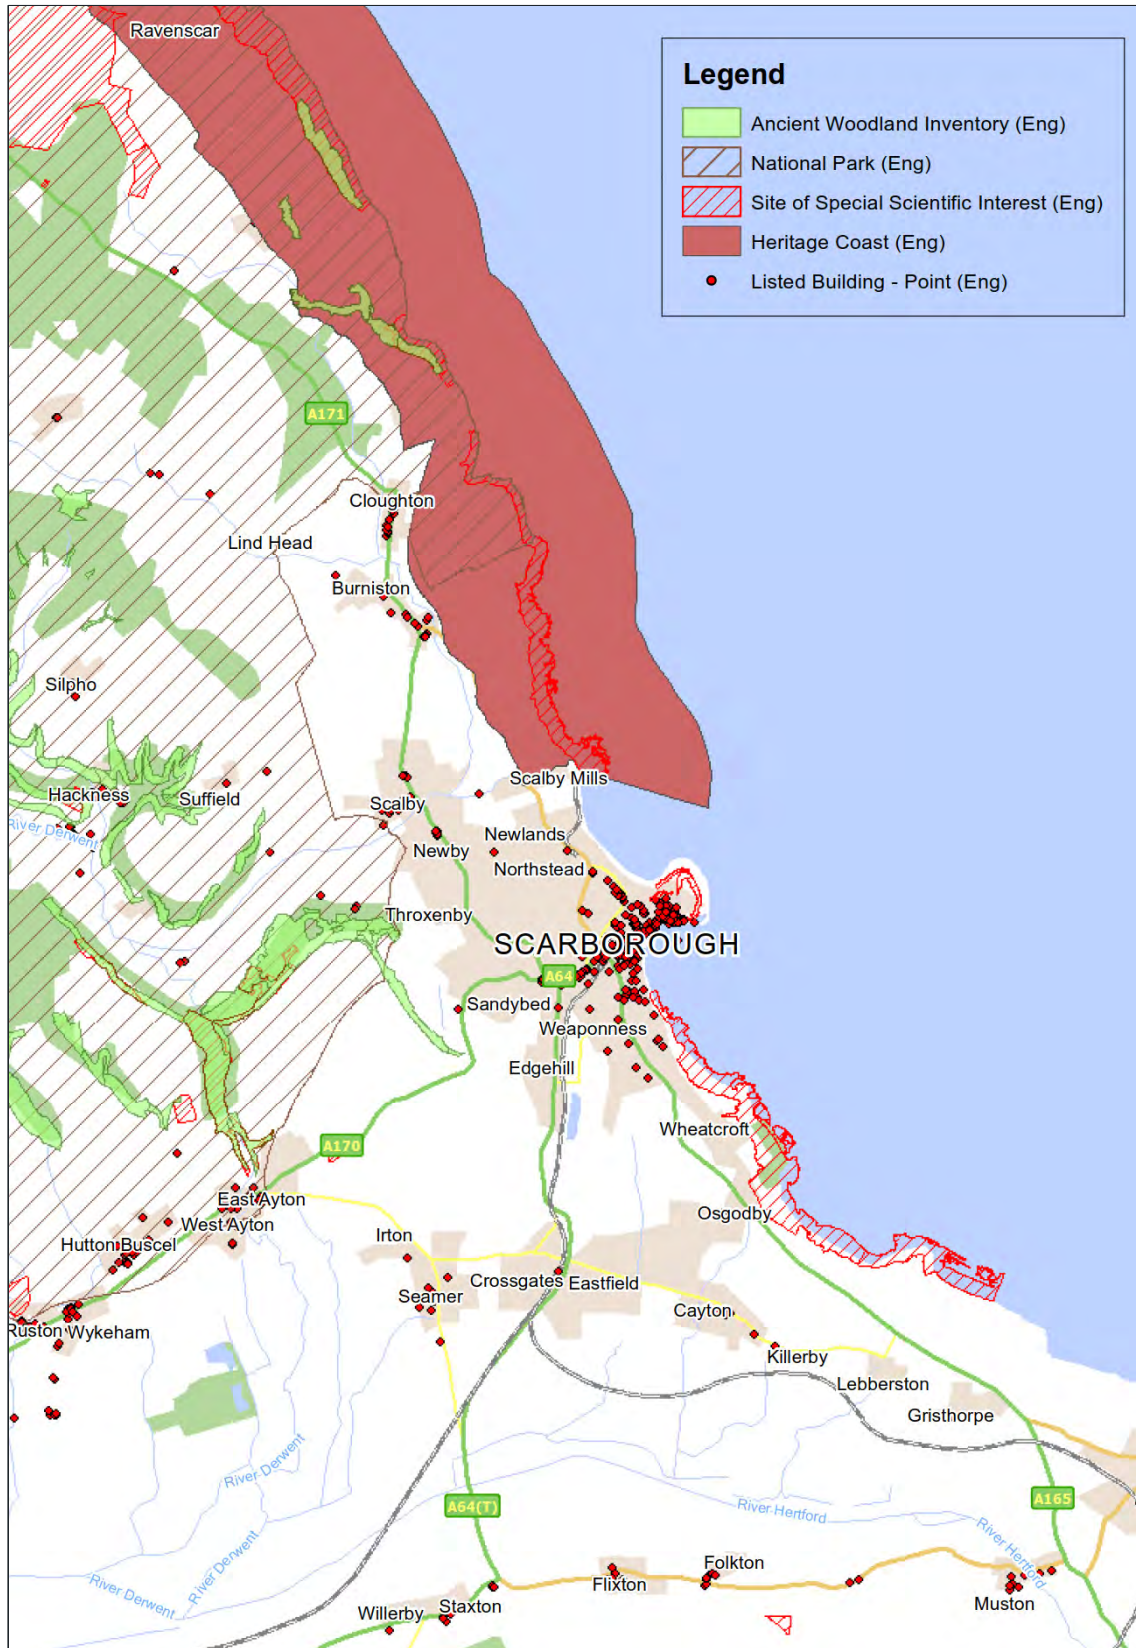 Ravenscar
Legend
Ancient Woodland Inventory (Eng)
National Park (Eng)
Site of Special Scientific Interest (Eng)
Heritage Coast (Eng)
Listed Building - Point (Eng)
A171
Cloughton
Lind Head
Burniston
Silpho
Hackness
Suffield
Scalby Mills
Scalby
River Derwent
Newlands
Newby
Northstead
Throxenby
SCARBOROUGH
A64
Sandybed
Weaponness
Edgehill
Wheatcroft
A170
East Ayton
West Ayton
Osgodby
Irton
Hutton Buscel
Crossgates
Eastfield
Seamer
Cayton
Ruston
Wykeham
Killerby
Lebberston
Gristhorpe
River Derwent
A64(T)
A165
River Hertford
River Hertford
River Derwent
River Derwent
Flixton
Folkton
Muston
Willerby
Staxton